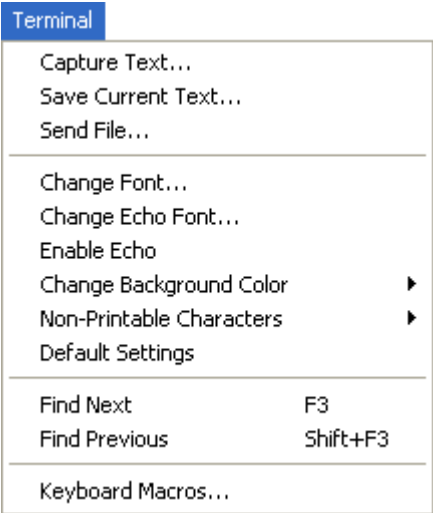 Terminal
Capture Text...
Save Current Text...
Send File...
Change Font...
Change Echo Font...
Enable Echo
Change Background Color
Non-Printable Characters
Default Settings
Find Next F3
Find Previous Shift+F3
Keyboard Macros...